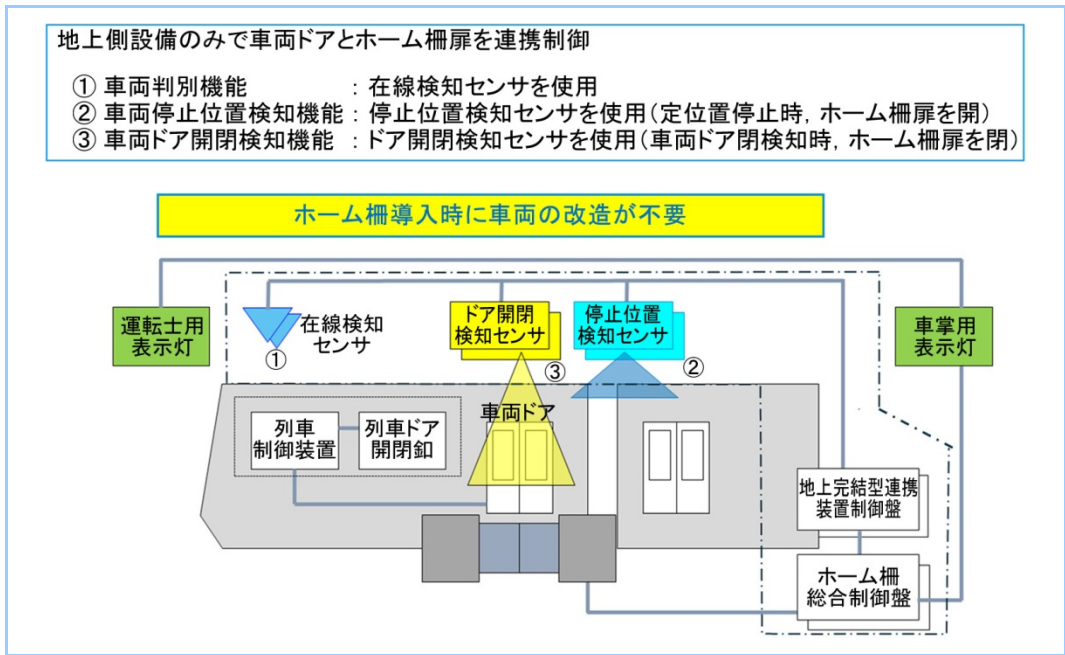 地上側設備のみで車両ドアとホーム柵扉を連携制御
① 車両判別機能 : 在線検知センサを使用
② 車両停止位置検知機能 : 停止位置検知センサを使用(定位置停止時, ホーム柵扉を開)
③ 車両ドア開閉検知機能 : ドア開閉検知センサを使用(車両ドア閉検知時, ホーム柵扉を閉)
ホーム柵導入時に車両の改造が不要
運転士用
表示灯
在線検知
センサ
①
ドア開閉
検知センサ
③
停止位置
検知センサ
②
車掌用
表示灯
車両ドア
列車
制御装置
列車ドア
開閉釦
地上完結型連携
装置制御盤
ホーム柵
総合制御盤